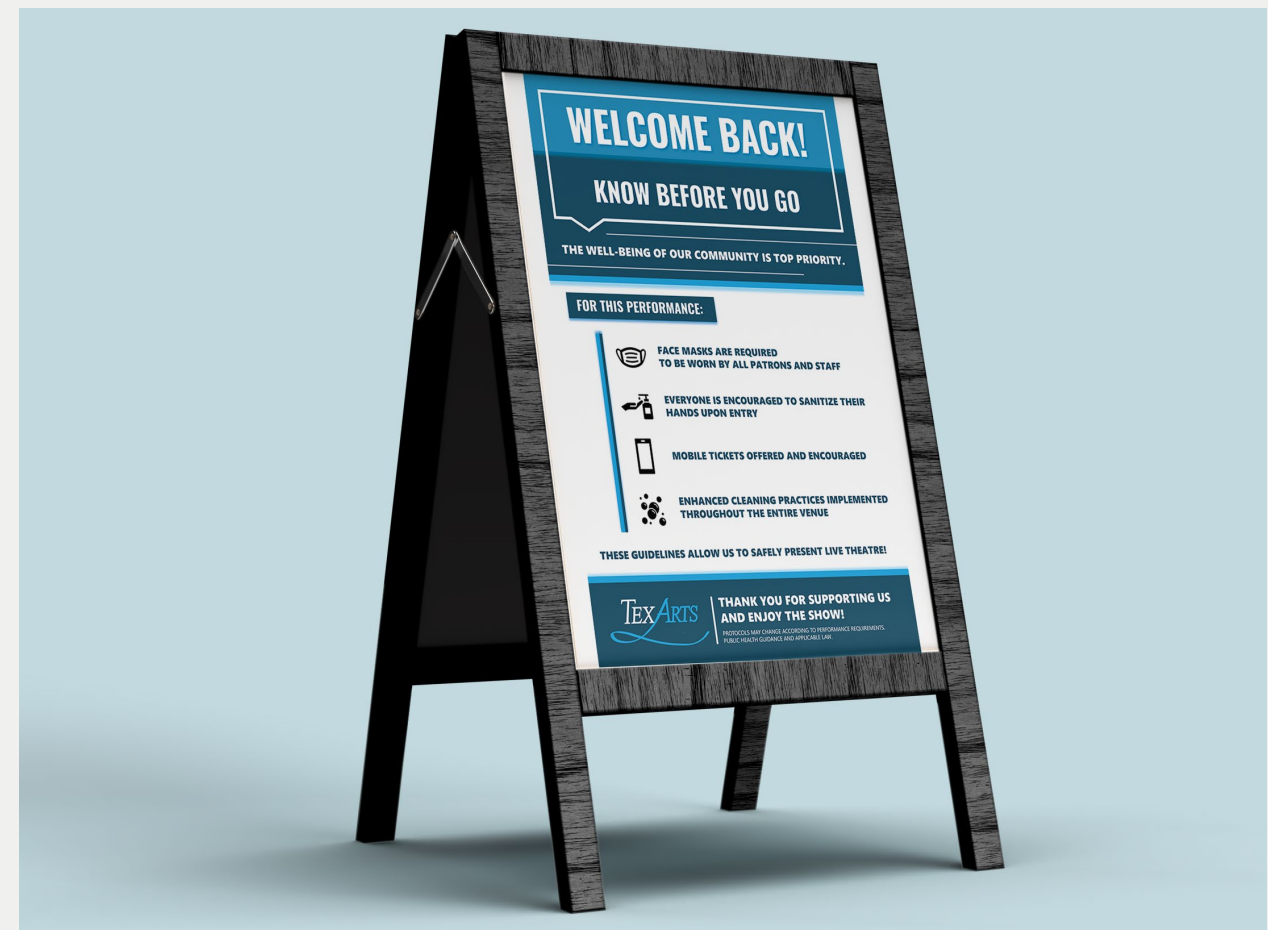 WELCOME BACK!
KNOW BEFORE YOU GO
THE WELL-BEING OF OUR COMMUNITY IS TOP PRIORITY.
FOR THIS PERFORMANCE:
FACE MASKS ARE REQUIRED
TO BE WORN BY ALL PATRONS AND STAFF
EVERYONE IS ENCOURAGED TO SANITIZE THEIR
HANDS UPON ENTRY
MOBILE TICKETS OFFERED AND ENCOURAGED
ENHANCED CLEANING PRACTICES IMPLEMENTED
THROUGHOUT THE ENTIRE VENUE
THESE GUIDELINES ALLOW US TO SAFELY PRESENT LIVE THEATRE!
TEXARTS
THANK YOU FOR SUPPORTING US
AND ENJOY THE SHOW!
PROTOCOLS MAY CHANGE ACCORDING TO PERFORMANCE REQUIREMENTS,
PUBLIC HEALTH GUIDANCE AND APPLICABLE LAW.